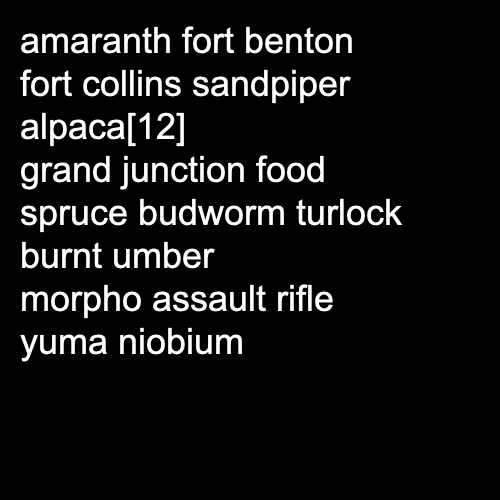 amaranth fort benton
fort collins sandpiper
alpaca[12]
grand junction food
spruce budworm turlock
burnt umber
morpho assault rifle
yuma niobium